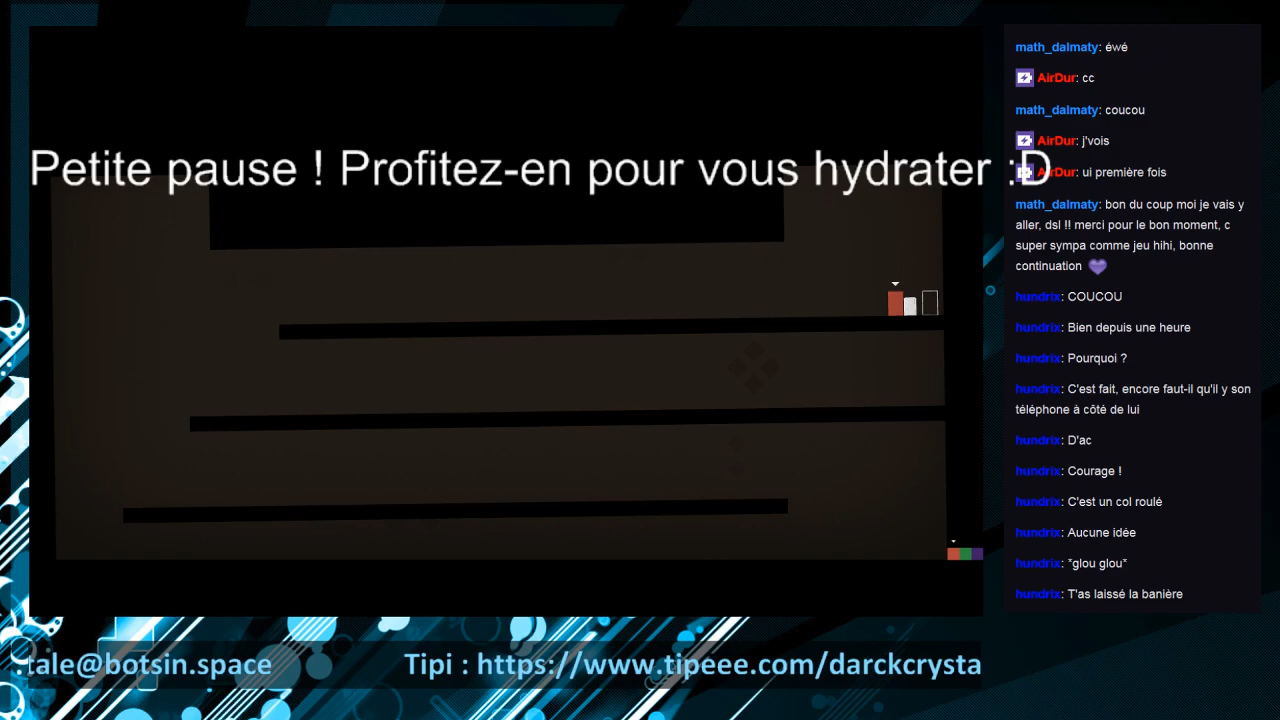 Petite pause ! Profitez-en pour vous hydrater :D
math_dalmaty: éwé
AirDur: cc
math_dalmaty: coucou
AirDur: j'vois
AirDur: ui première fois
math_dalmaty: bon du coup moi je vais y
aller, dsl !! merci pour le bon moment, c
super sympa comme jeu hihi, bonne
continuation
hundrix: COUCOU
hundrix: Bien depuis une heure
hundrix: Pourquoi ?
hundrix: C'est fait, encore faut-il qu'il y son
téléphone à côté de lui
hundrix: D'ac
hundrix: Courage !
hundrix: C'est un col roulé
hundrix: Aucune idée
hundrix: *glou glou*
hundrix: T'as laissé la banière
tale@botsin.space
Tipi : https://www.tipeee.com/darckcrysta